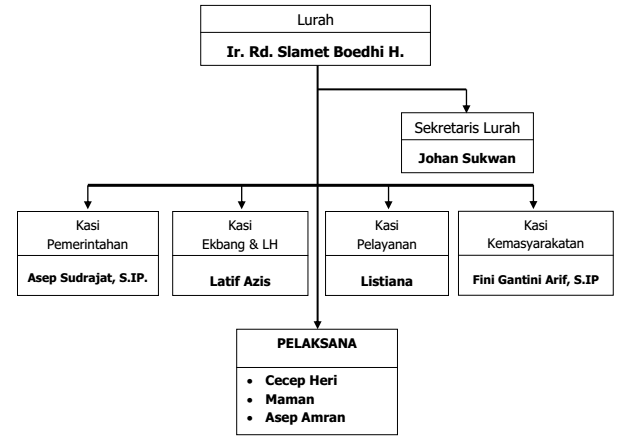 Lurah
Ir. Rd. Slamet Boedhi H.
Sekretaris Lurah
Johan Sukwan
Kasi
Pemerintahan
Asep Sudrajat, S.IP.
Kasi
Ekbang & LH
Latif Azis
Kasi
Pelayanan
Listiana
Kasi
Kemasyarakatan
Fini Gantini Arif, S.IP
PELAKSANA
• Cecep Heri
• Maman
• Asep Amran